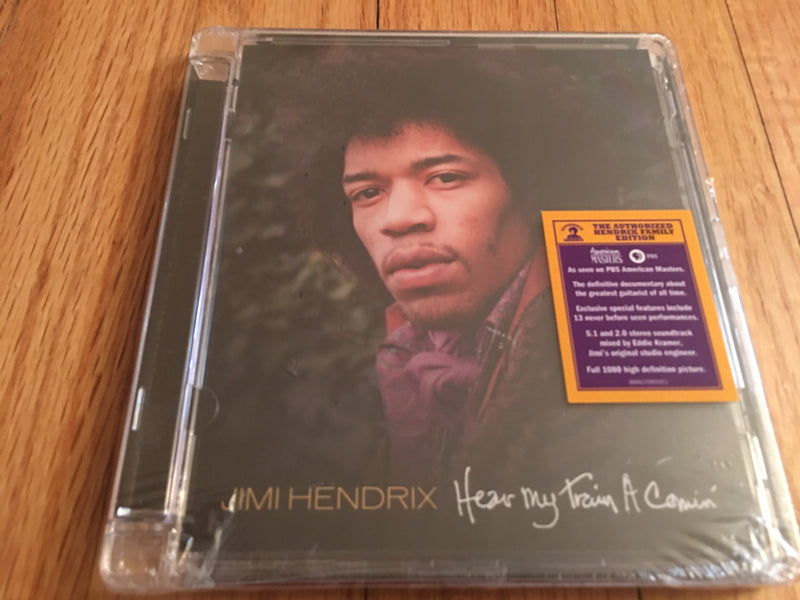 THE AUTHORIZED
HENDRIX FAMILY
EDITION
American
MASTERS
PBS
As seen on PBS American Masters.
The definitive documentary about
the greatest guitarist of all time.
Exclusive special features include
13 never before seen performances.
5.1 and 2.0 stereo soundtrack
mixed by Eddie Kramer,
Jimi's original studio engineer.
Full 1080 high definition picture.
JIMI HENDRIX Hear My Train A Comin'